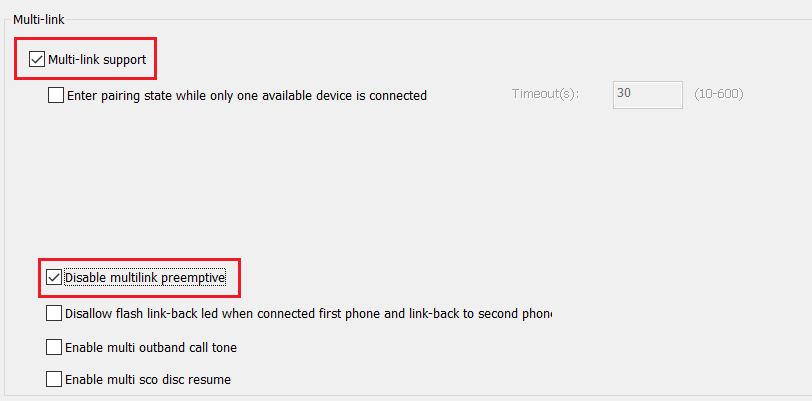 Multi-link
Multi-link support
Enter pairing state while only one available device is connected Timeout(s): 30 (10-600)
Disable multilink preemptive
Disallow flash link-back led when connected first phone and link-back to second phone
Enable multi outband call tone
Enable multi sco disc resume